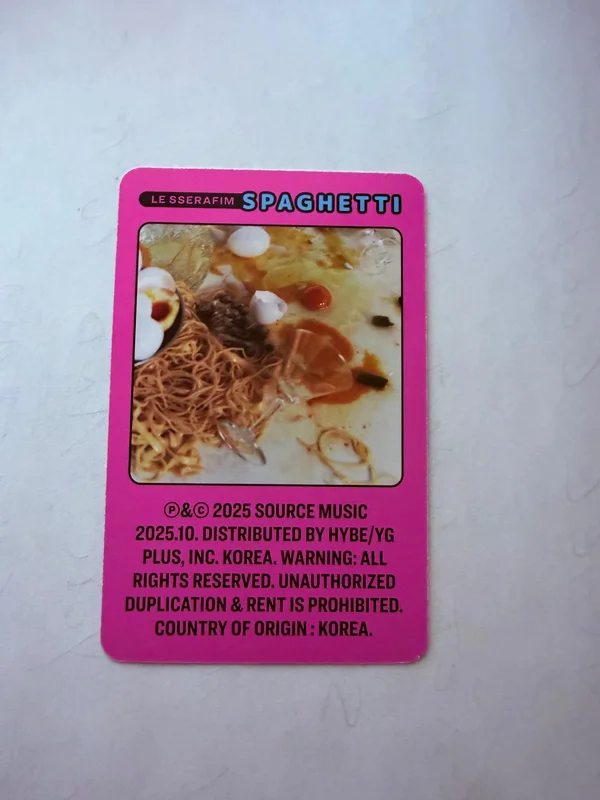 LE SSERAFIM SPAGHETTI
Ⓟ&Ⓒ 2025 SOURCE MUSIC
2025.10. DISTRIBUTED BY HYBE/YG
PLUS, INC. KOREA. WARNING: ALL
RIGHTS RESERVED. UNAUTHORIZED
DUPLICATION & RENT IS PROHIBITED.
COUNTRY OF ORIGIN : KOREA.